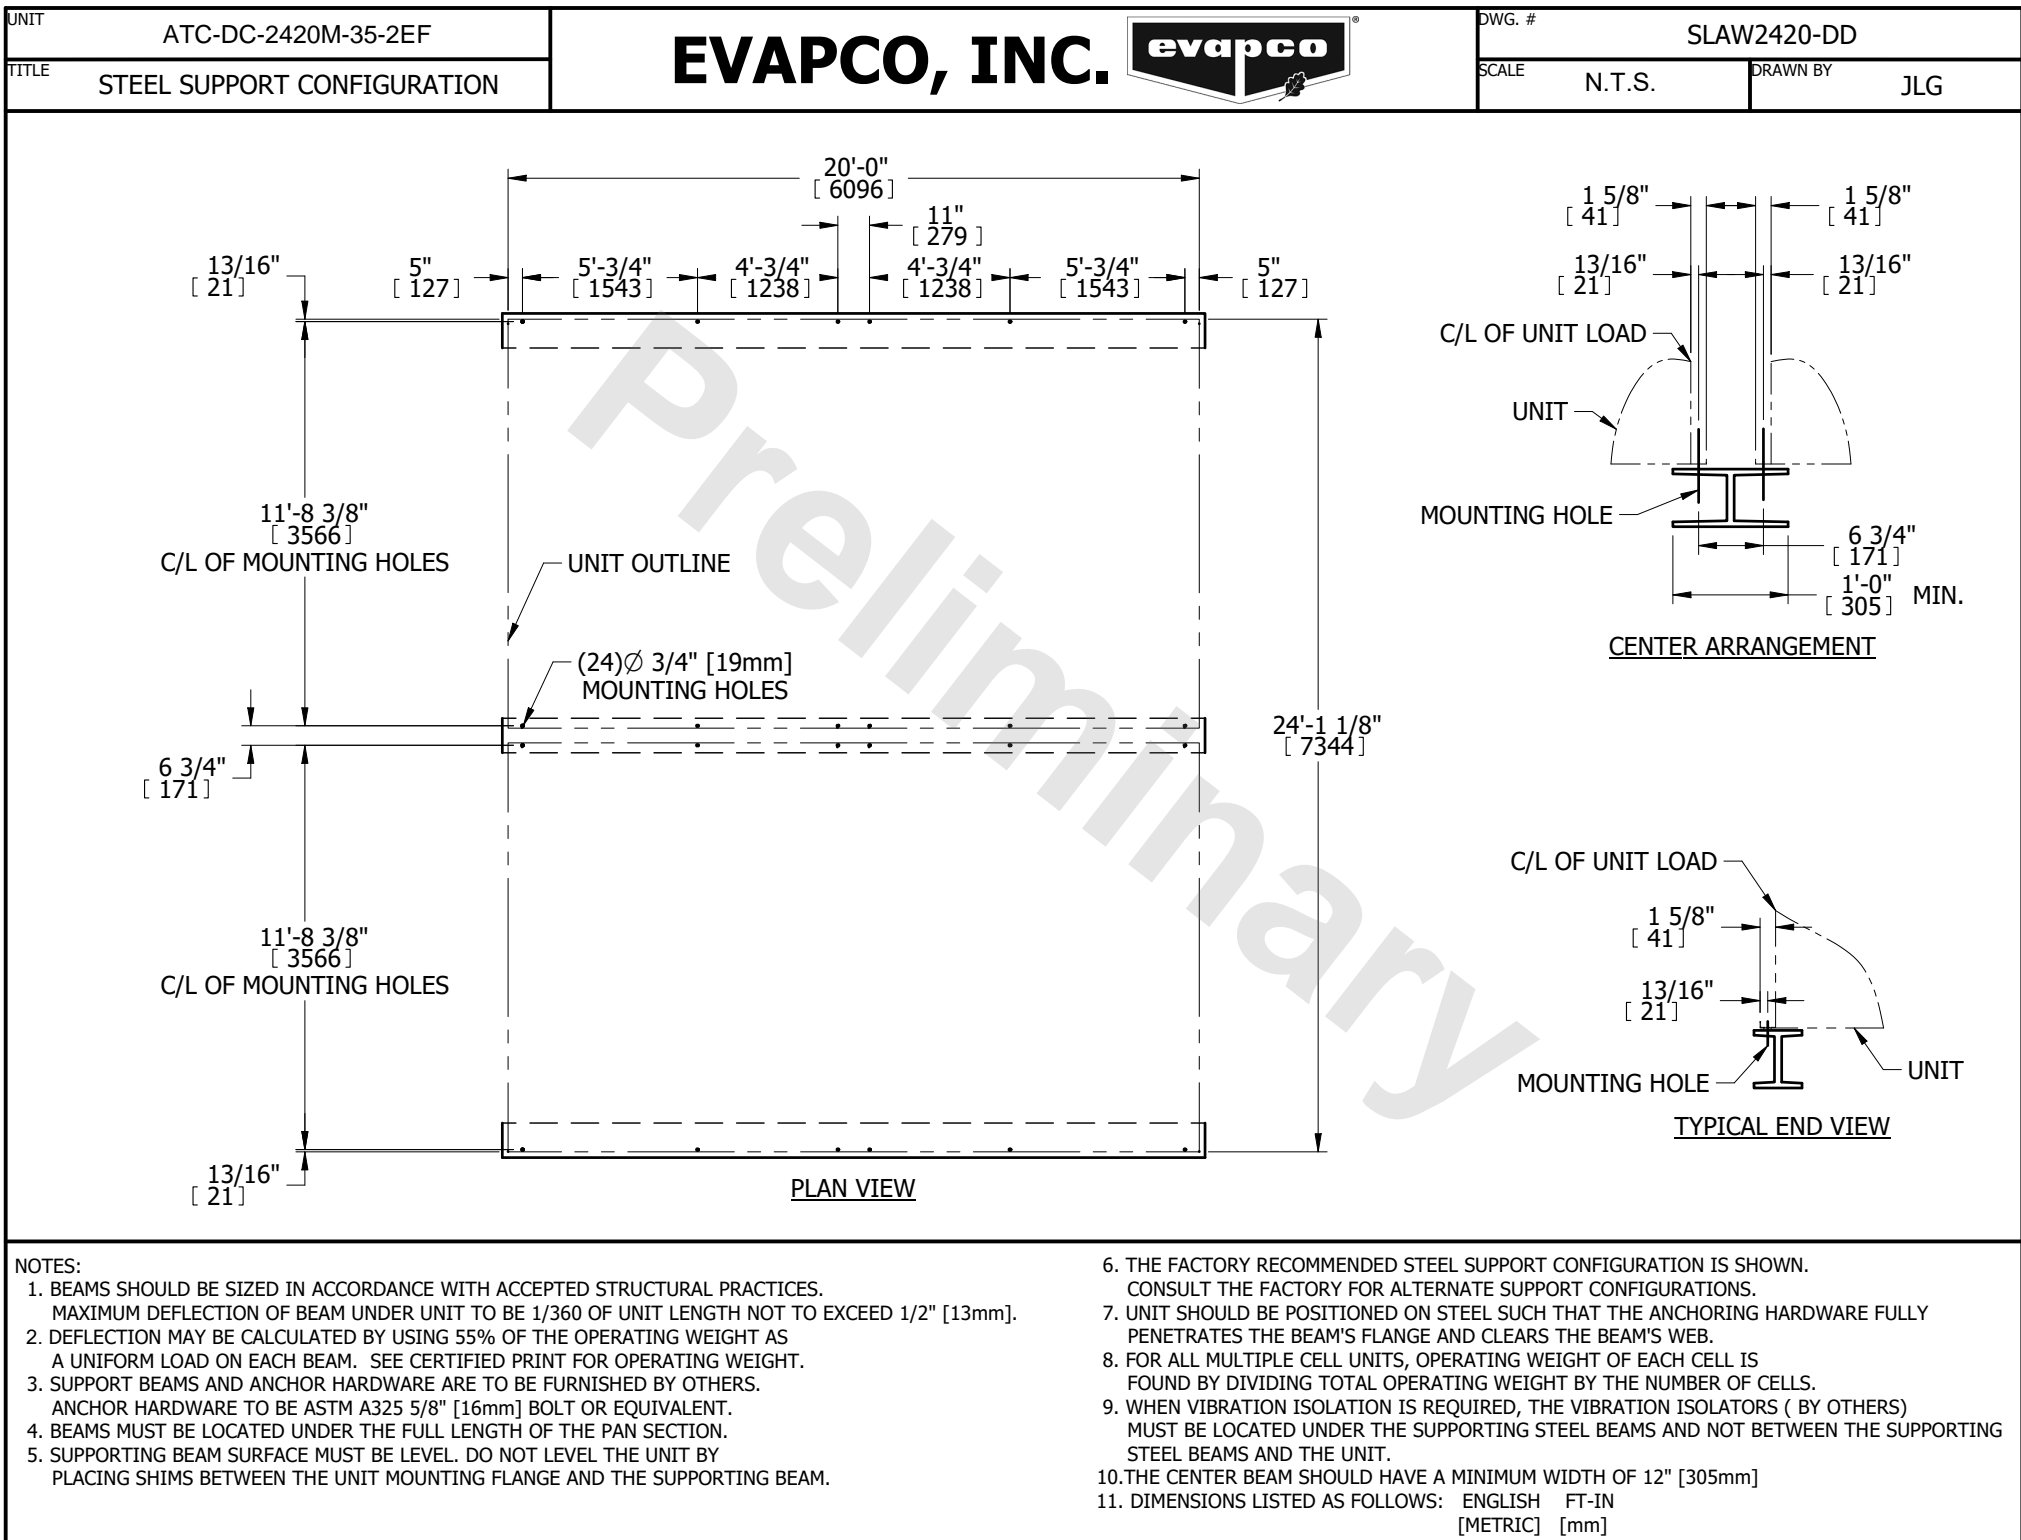 UNIT
ATC-DC-2420M-35-2EF
TITLE
STEEL SUPPORT CONFIGURATION
EVAPCO, INC.
evapco®
DWG. #
SLAW2420-DD
SCALE
N.T.S.
DRAWN BY
JLG
20'-0"
[ 6096 ]
11"
[ 279 ]
13/16"
[ 21 ]
5"
[ 127 ]
5'-3/4"
[ 1543 ]
4'-3/4"
[ 1238 ]
4'-3/4"
[ 1238 ]
5'-3/4"
[ 1543 ]
5"
[ 127 ]
11'-8 3/8"
[ 3566 ]
C/L OF MOUNTING HOLES
UNIT OUTLINE
(24)∅ 3/4" [19mm]
MOUNTING HOLES
6 3/4"
[ 171 ]
24'-1 1/8"
[ 7344 ]
11'-8 3/8"
[ 3566 ]
C/L OF MOUNTING HOLES
13/16"
[ 21 ]
PLAN VIEW
Preliminary
1 5/8"
[ 41 ]
1 5/8"
[ 41 ]
13/16"
[ 21 ]
13/16"
[ 21 ]
C/L OF UNIT LOAD
UNIT
MOUNTING HOLE
6 3/4"
[ 171 ]
1'-0"
[ 305 ]
MIN.
CENTER ARRANGEMENT
C/L OF UNIT LOAD
1 5/8"
[ 41 ]
13/16"
[ 21 ]
MOUNTING HOLE
UNIT
TYPICAL END VIEW
NOTES:
1. BEAMS SHOULD BE SIZED IN ACCORDANCE WITH ACCEPTED STRUCTURAL PRACTICES.
MAXIMUM DEFLECTION OF BEAM UNDER UNIT TO BE 1/360 OF UNIT LENGTH NOT TO EXCEED 1/2" [13mm].
2. DEFLECTION MAY BE CALCULATED BY USING 55% OF THE OPERATING WEIGHT AS
A UNIFORM LOAD ON EACH BEAM. SEE CERTIFIED PRINT FOR OPERATING WEIGHT.
3. SUPPORT BEAMS AND ANCHOR HARDWARE ARE TO BE FURNISHED BY OTHERS.
ANCHOR HARDWARE TO BE ASTM A325 5/8" [16mm] BOLT OR EQUIVALENT.
4. BEAMS MUST BE LOCATED UNDER THE FULL LENGTH OF THE PAN SECTION.
5. SUPPORTING BEAM SURFACE MUST BE LEVEL. DO NOT LEVEL THE UNIT BY
PLACING SHIMS BETWEEN THE UNIT MOUNTING FLANGE AND THE SUPPORTING BEAM.
6. THE FACTORY RECOMMENDED STEEL SUPPORT CONFIGURATION IS SHOWN.
CONSULT THE FACTORY FOR ALTERNATE SUPPORT CONFIGURATIONS.
7. UNIT SHOULD BE POSITIONED ON STEEL SUCH THAT THE ANCHORING HARDWARE FULLY
PENETRATES THE BEAM'S FLANGE AND CLEARS THE BEAM'S WEB.
8. FOR ALL MULTIPLE CELL UNITS, OPERATING WEIGHT OF EACH CELL IS
FOUND BY DIVIDING TOTAL OPERATING WEIGHT BY THE NUMBER OF CELLS.
9. WHEN VIBRATION ISOLATION IS REQUIRED, THE VIBRATION ISOLATORS ( BY OTHERS)
MUST BE LOCATED UNDER THE SUPPORTING STEEL BEAMS AND NOT BETWEEN THE SUPPORTING
STEEL BEAMS AND THE UNIT.
10.THE CENTER BEAM SHOULD HAVE A MINIMUM WIDTH OF 12" [305mm]
11. DIMENSIONS LISTED AS FOLLOWS: ENGLISH FT-IN
[METRIC] [mm]